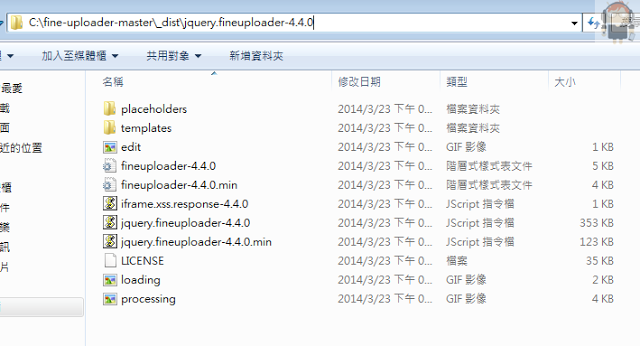 C:\fine-uploader-master\_dist\jquery.fineuploader-4.4.0
加入至媒體櫃 共用對象 新增資料夾
名稱 修改日期 類型 大小
最愛
載 placeholders 2014/3/23 下午 0... 檔案資料夾
面 templates 2014/3/23 下午 0... 檔案資料夾
近的位置 edit 2014/3/23 下午 0... GIF 影像 1 KB
fineuploader-4.4.0 2014/3/23 下午 0... 階層式樣式表文件 5 KB
櫃 fineuploader-4.4.0.min 2014/3/23 下午 0... 階層式樣式表文件 4 KB
件 iframe.xss.response-4.4.0 2014/3/23 下午 0... JScript 指令檔 1 KB
jquery.fineuploader-4.4.0 2014/3/23 下午 0... JScript 指令檔 353 KB
訊 jquery.fineuploader-4.4.0.min 2014/3/23 下午 0... JScript 指令檔 123 KB
片 LICENSE 2014/3/23 下午 0... 檔案 35 KB
loading 2014/3/23 下午 0... GIF 影像 2 KB
processing 2014/3/23 下午 0... GIF 影像 4 KB